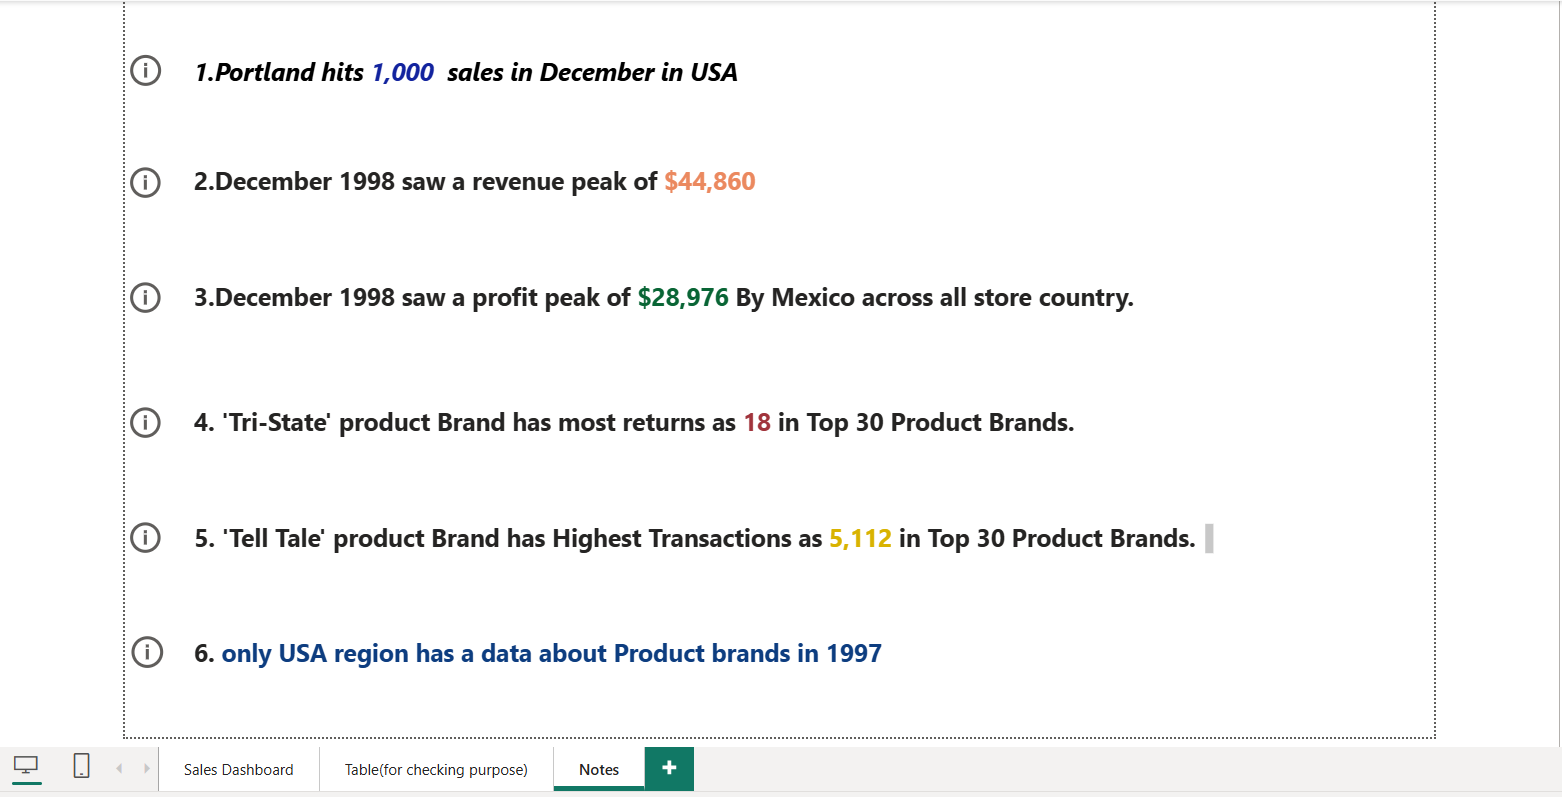 1.Portland hits 1,000 sales in December in USA
2.December 1998 saw a revenue peak of $44,860
3.December 1998 saw a profit peak of $28,976 By Mexico across all store country.
4. 'Tri-State' product Brand has most returns as 18 in Top 30 Product Brands.
5. 'Tell Tale' product Brand has Highest Transactions as 5,112 in Top 30 Product Brands.
6. only USA region has a data about Product brands in 1997
Sales Dashboard
Table(for checking purpose)
Notes